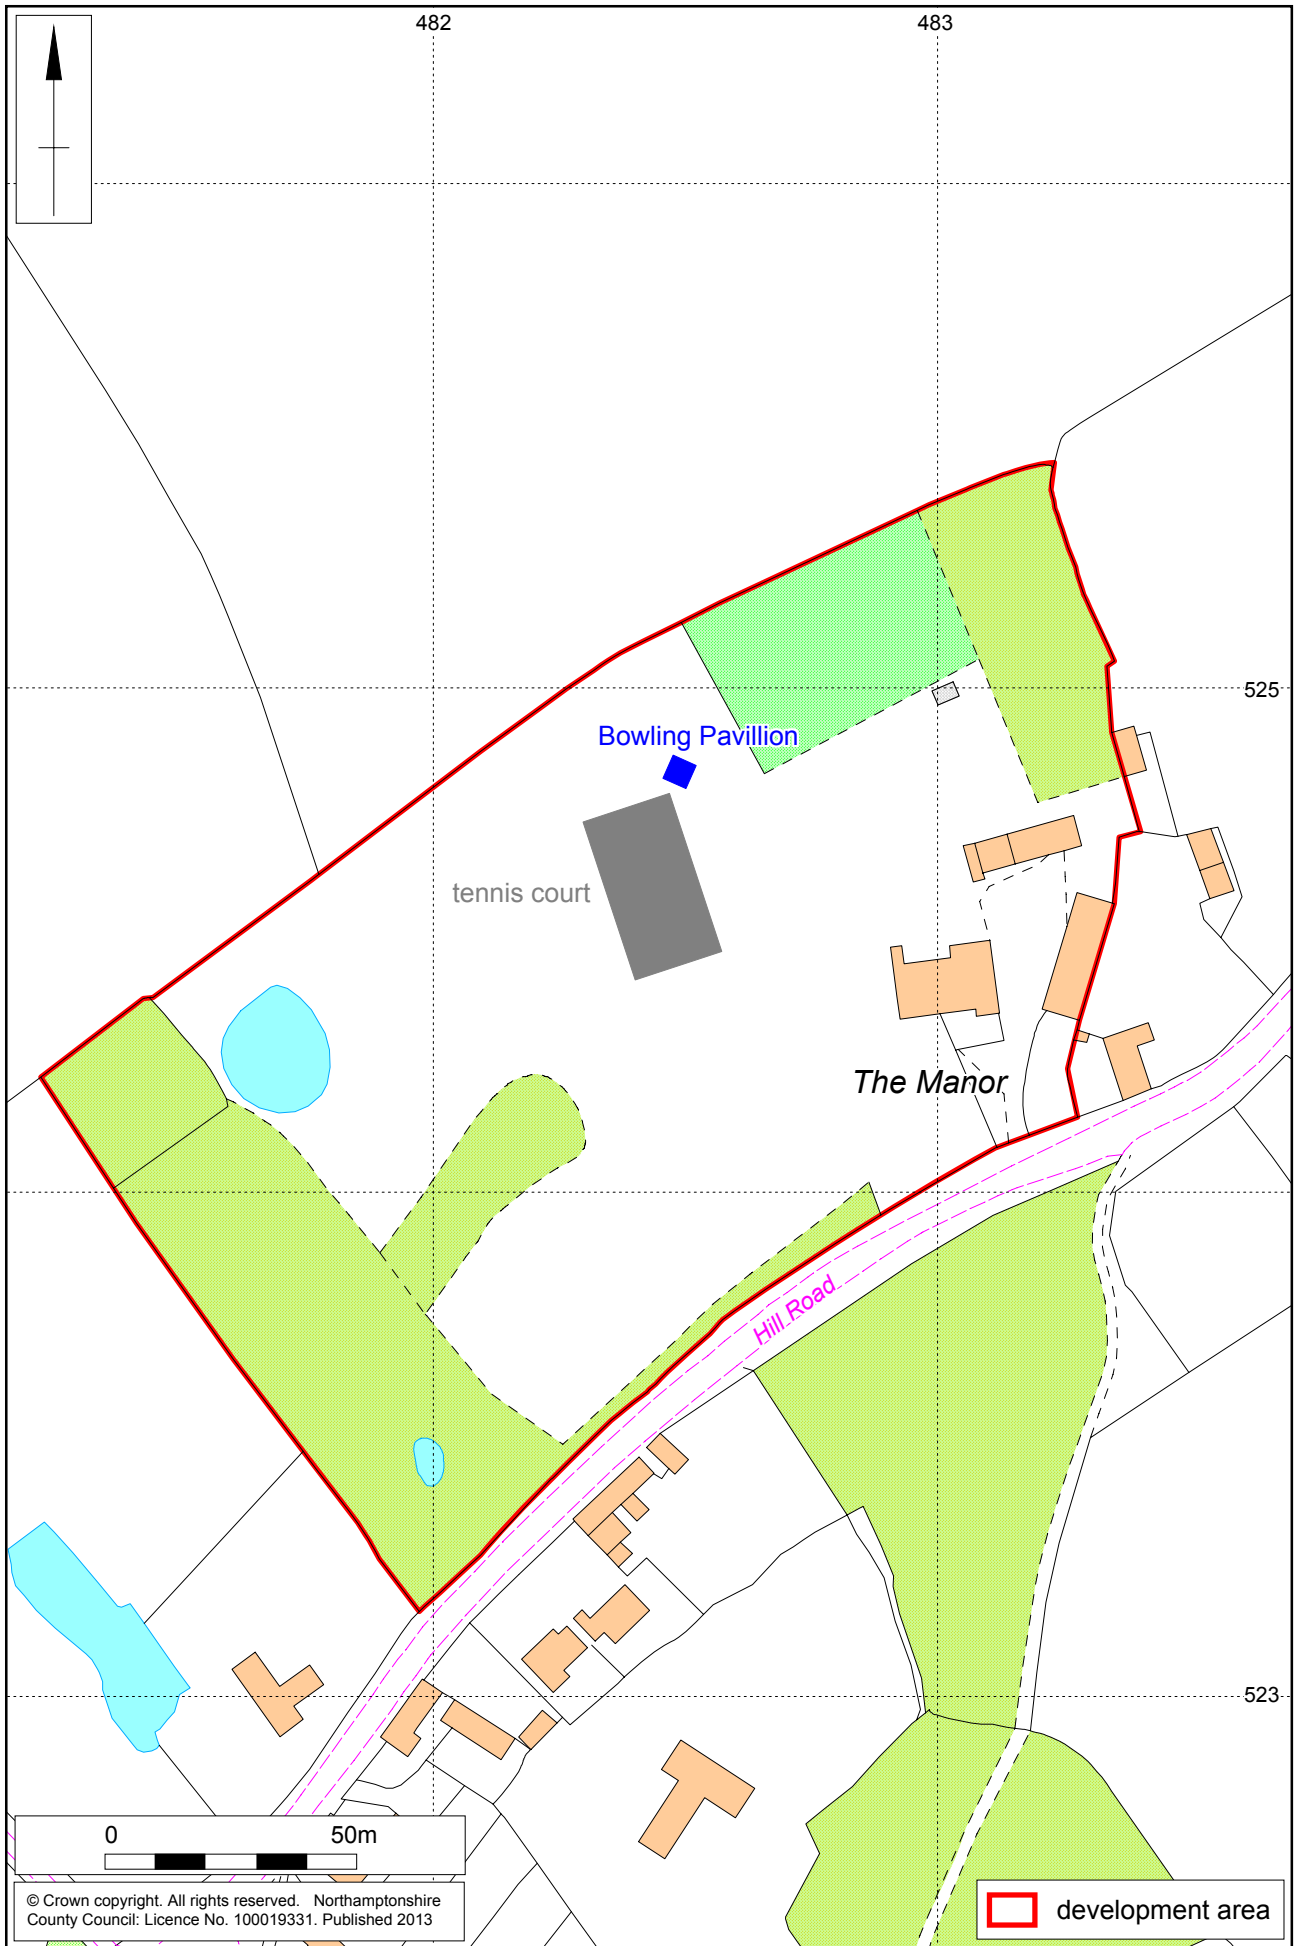 482
483
525
Bowling Pavillion
tennis court
The Manor
Hill Road
523
0
50m
© Crown copyright. All rights reserved. Northamptonshire
County Council: Licence No. 100019331. Published 2013
development area